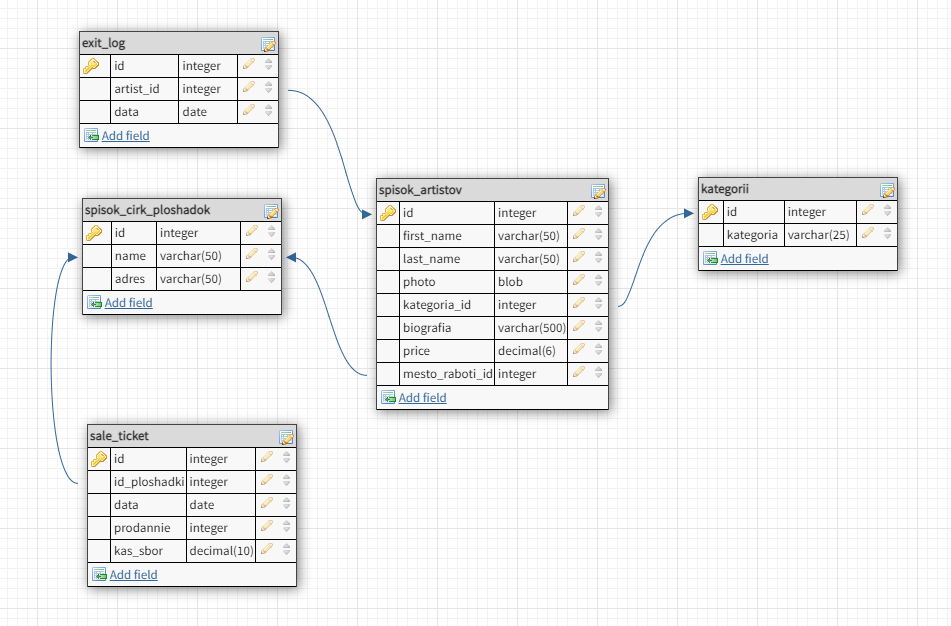 exit_log
id integer
artist_id integer
data date
Add field
spisok_cirk_ploshadok
id integer
name varchar(50)
adres varchar(50)
Add field
spisok_artistov
id integer
first_name varchar(50)
last_name varchar(50)
photo blob
kategoria_id integer
biografia varchar(500)
price decimal(6)
mesto_raboti_id integer
Add field
kategorii
id integer
kategoria varchar(25)
Add field
sale_ticket
id integer
id_ploshadki integer
data date
prodannie integer
kas_sbor decimal(10)
Add field